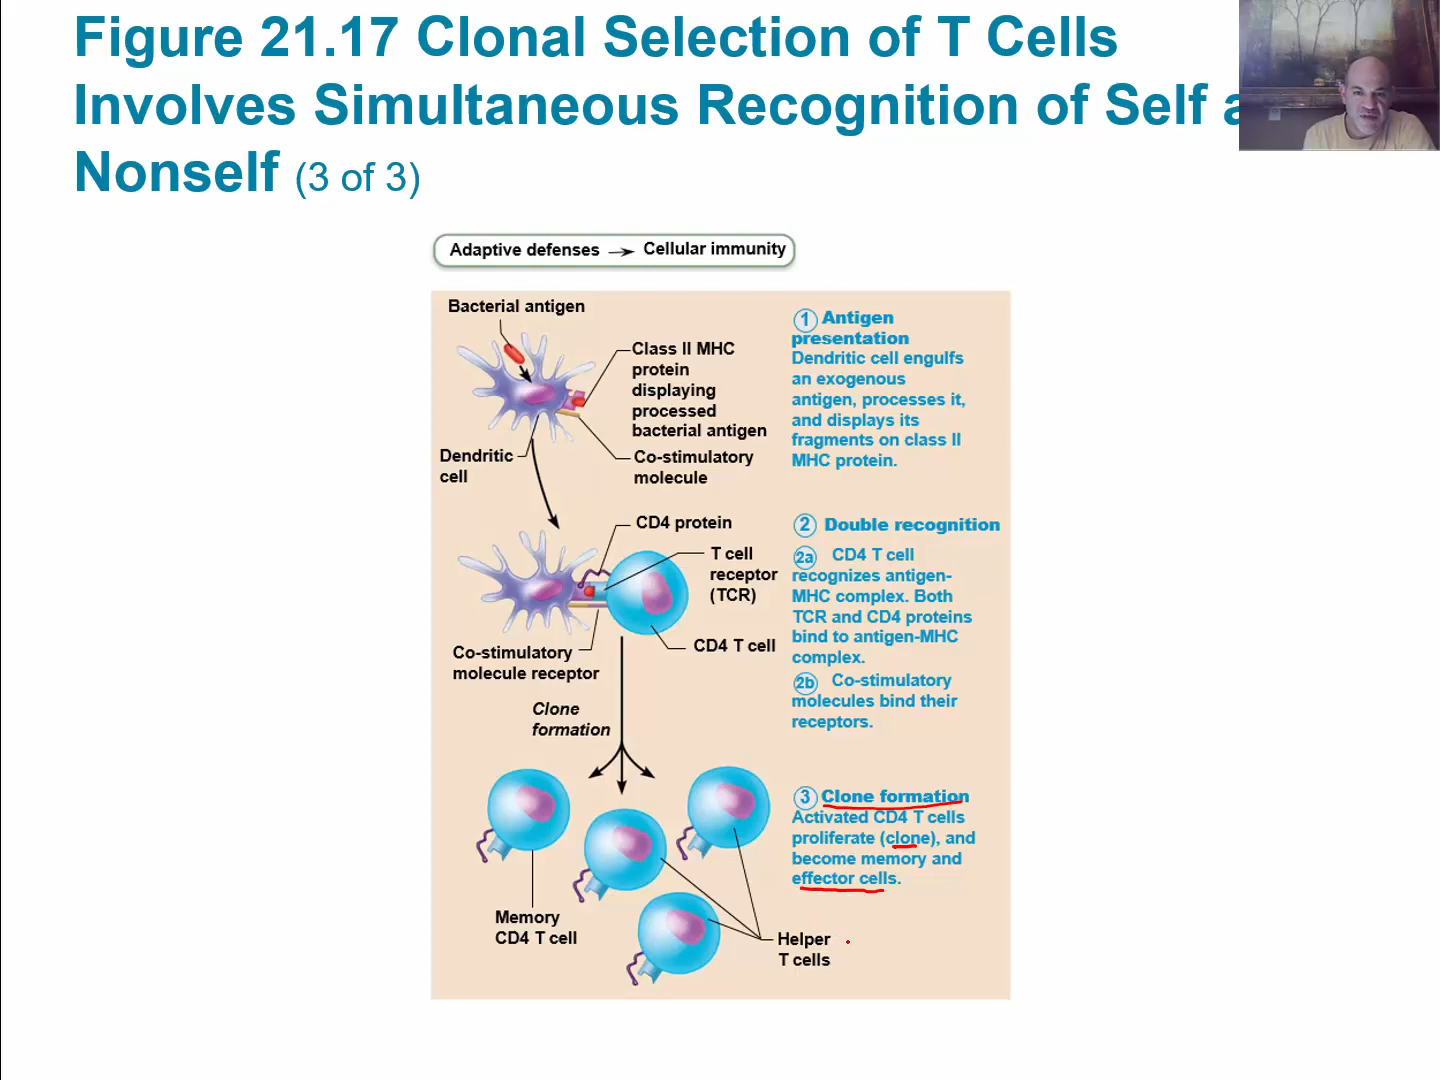 Figure 21.17 Clonal Selection of T Cells
Involves Simultaneous Recognition of Self a
Nonself (3 of 3)
Adaptive defenses → Cellular immunity
Bacterial antigen
Class II MHC
protein
displaying
processed
bacterial antigen
Dendritic
cell
Co-stimulatory
molecule
1 Antigen
presentation
Dendritic cell engulfs
an exogenous
antigen, processes it,
and displays its
fragments on class II
MHC protein.
CD4 protein
T cell
receptor
(TCR)
CD4 T cell
Co-stimulatory
molecule receptor
2 Double recognition
2a CD4 T cell
recognizes antigen-
MHC complex. Both
TCR and CD4 proteins
bind to antigen-MHC
complex.
2b Co-stimulatory
molecules bind their
receptors.
Clone
formation
3 Clone formation
Activated CD4 T cells
proliferate (clone), and
become memory and
effector cells.
Memory
CD4 T cell
Helper
T cells